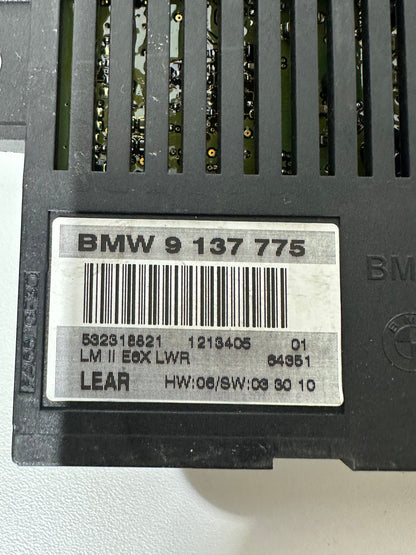 BMW 9 137 775
532318821 1213405 01
LM II E6X LWR 64351
LEAR HW:06/SW:03 30 10
BM